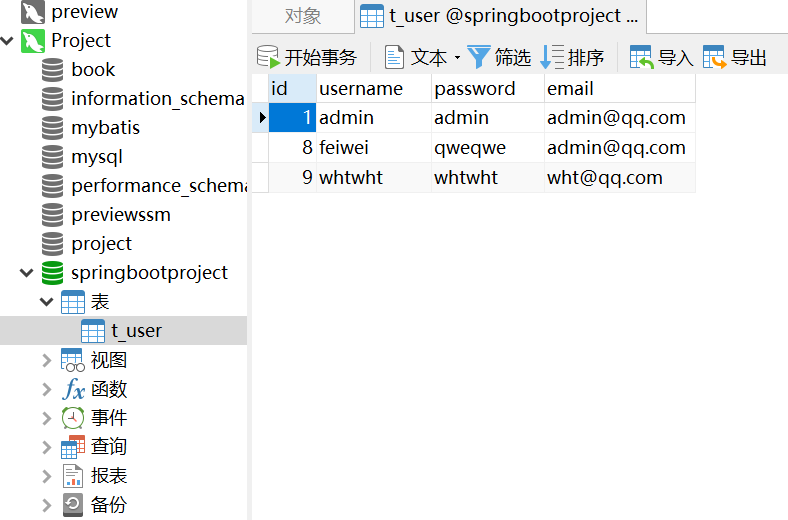 preview
Project
book
information_schema
mybatis
mysql
performance_schema
previewssm
project
springbootproject
表
t_user
视图
函数
事件
查询
报表
备份
对象 t_user @springbootproject ...
开始事务 文本 筛选 排序 导入 导出
id username password email
1 admin admin admin@qq.com
8 feiwei qweqwe admin@qq.com
9 whtwht whtwht wht@qq.com